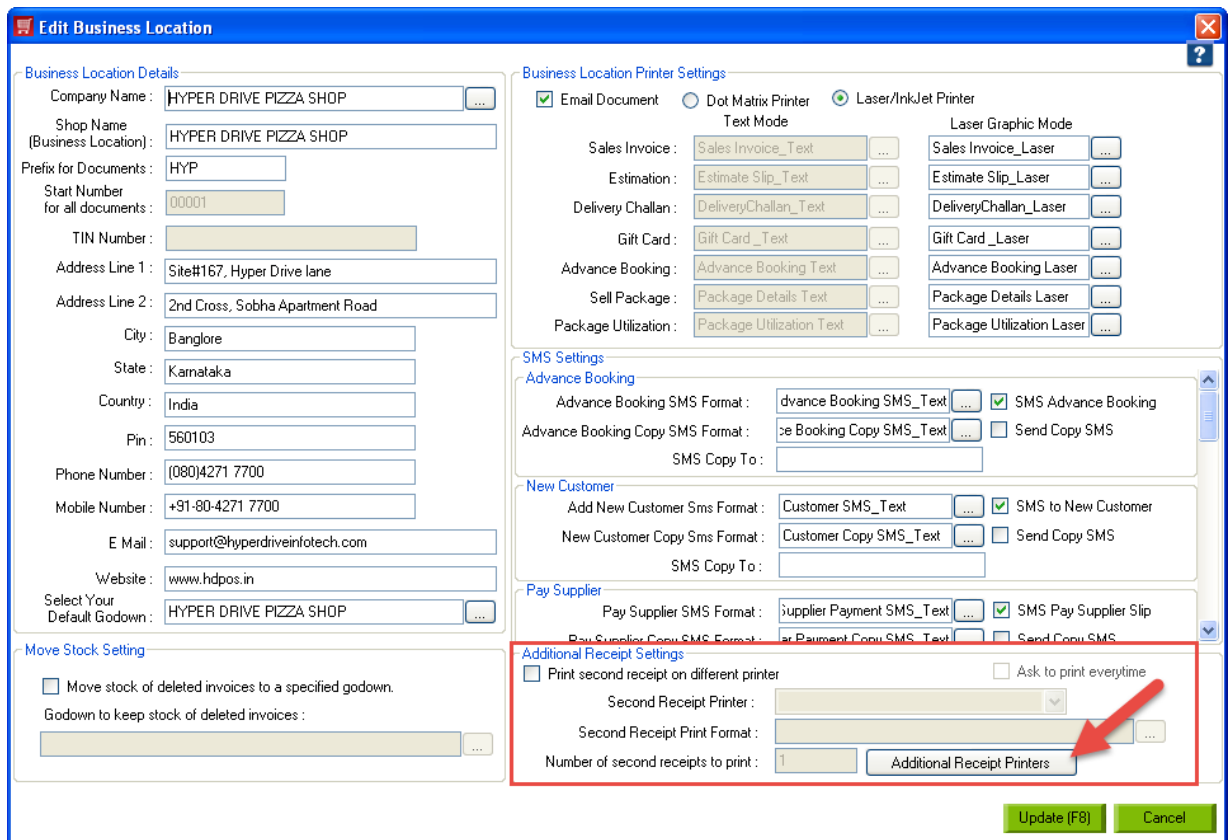 Edit Business Location
?
Business Location Details
Company Name : HYPER DRIVE PIZZA SHOP ...
Shop Name
(Business Location) : HYPER DRIVE PIZZA SHOP
Prefix for Documents : HYP
Start Number
for all documents : 00001
TIN Number :
Address Line 1 : Site#167, Hyper Drive lane
Address Line 2 : 2nd Cross, Sobha Apartment Road
City : Banglore
State : Karnataka
Country : India
Pin : 560103
Phone Number : (080)4271 7700
Mobile Number : +91-80-4271 7700
E Mail : support@hyperdriveinfotech.com
Website : www.hdpos.in
Select Your
Default Godown : HYPER DRIVE PIZZA SHOP ...
Move Stock Setting
Move stock of deleted invoices to a specified godown.
Godown to keep stock of deleted invoices :
...
Business Location Printer Settings
Email Document Dot Matrix Printer Laser/InkJet Printer
Text Mode Laser Graphic Mode
Sales Invoice : Sales Invoice_Text ... Sales Invoice_Laser ...
Estimation : Estimate Slip_Text ... Estimate Slip_Laser ...
Delivery Challan : DeliveryChallan_Text ... DeliveryChallan_Laser ...
Gift Card : Gift Card _Text ... Gift Card _Laser ...
Advance Booking : Advance Booking Text ... Advance Booking Laser ...
Sell Package : Package Details Text ... Package Details Laser ...
Package Utilization : Package Utilization Text ... Package Utilization Laser ...
SMS Settings
Advance Booking
Advance Booking SMS Format : dvance Booking SMS_Text ... SMS Advance Booking
Advance Booking Copy SMS Format : ce Booking Copy SMS_Text ... Send Copy SMS
SMS Copy To :
New Customer
Add New Customer Sms Format : Customer SMS_Text ... SMS to New Customer
New Customer Copy Sms Format : Customer Copy SMS_Text ... Send Copy SMS
SMS Copy To :
Pay Supplier
Pay Supplier SMS Format : Supplier Payment SMS_Text ... SMS Pay Supplier Slip
Pay Supplier Copy SMS Format : er Payment Copy SMS_Text ... Send Copy SMS
Additional Receipt Settings
Print second receipt on different printer Ask to print everytime
Second Receipt Printer :
Second Receipt Print Format : ...
Number of second receipts to print : 1 Additional Receipt Printers
Update (F8) Cancel